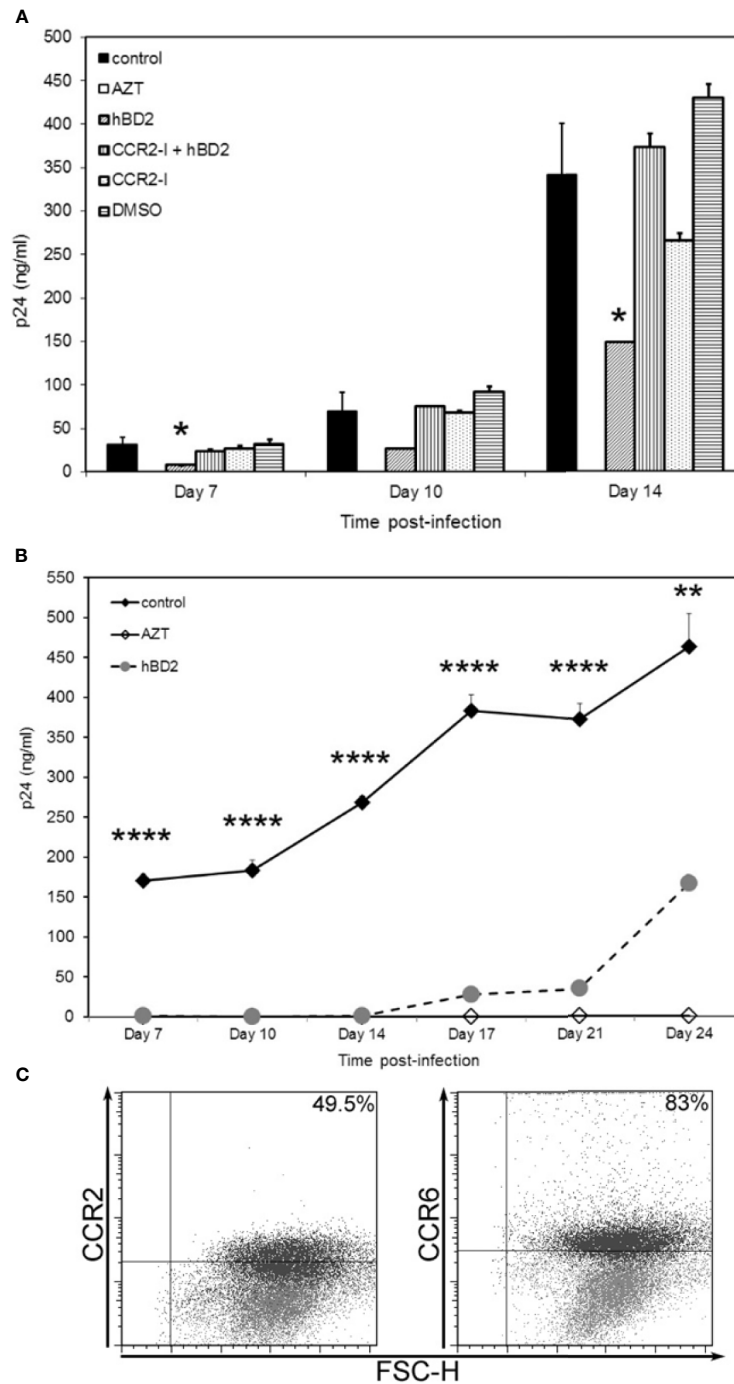 A
500
450
400
350
300
250
200
150
100
50
0
p24 (ng/ml)
control
AZT
hBD2
CCR2-I + hBD2
CCR2-I
DMSO
*
*
Day 7 Day 10 Day 14
Time post-infection
B
550
500
450
400
350
300
250
200
150
100
50
0
p24 (ng/ml)
control
AZT
hBD2
**** **** **** **** **** **
Day 7 Day 10 Day 14 Day 17 Day 21 Day 24
Time post-infection
C
49.5% 83%
CCR2 CCR6
FSC-H